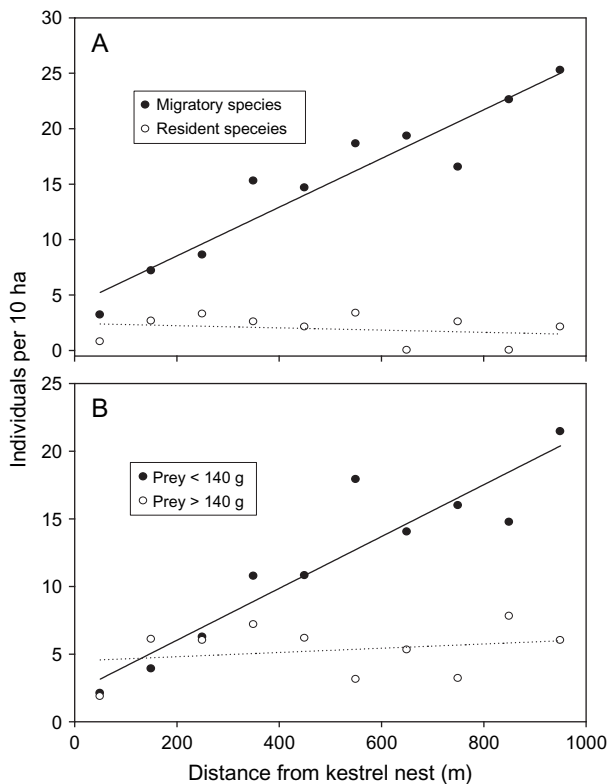 Individuals per 10 ha
30
25
20
15
10
5
0
A
Migratory species
Resident speceies
25
20
15
10
5
0
B
Prey < 140 g
Prey > 140 g
0 200 400 600 800 1000
Distance from kestrel nest (m)